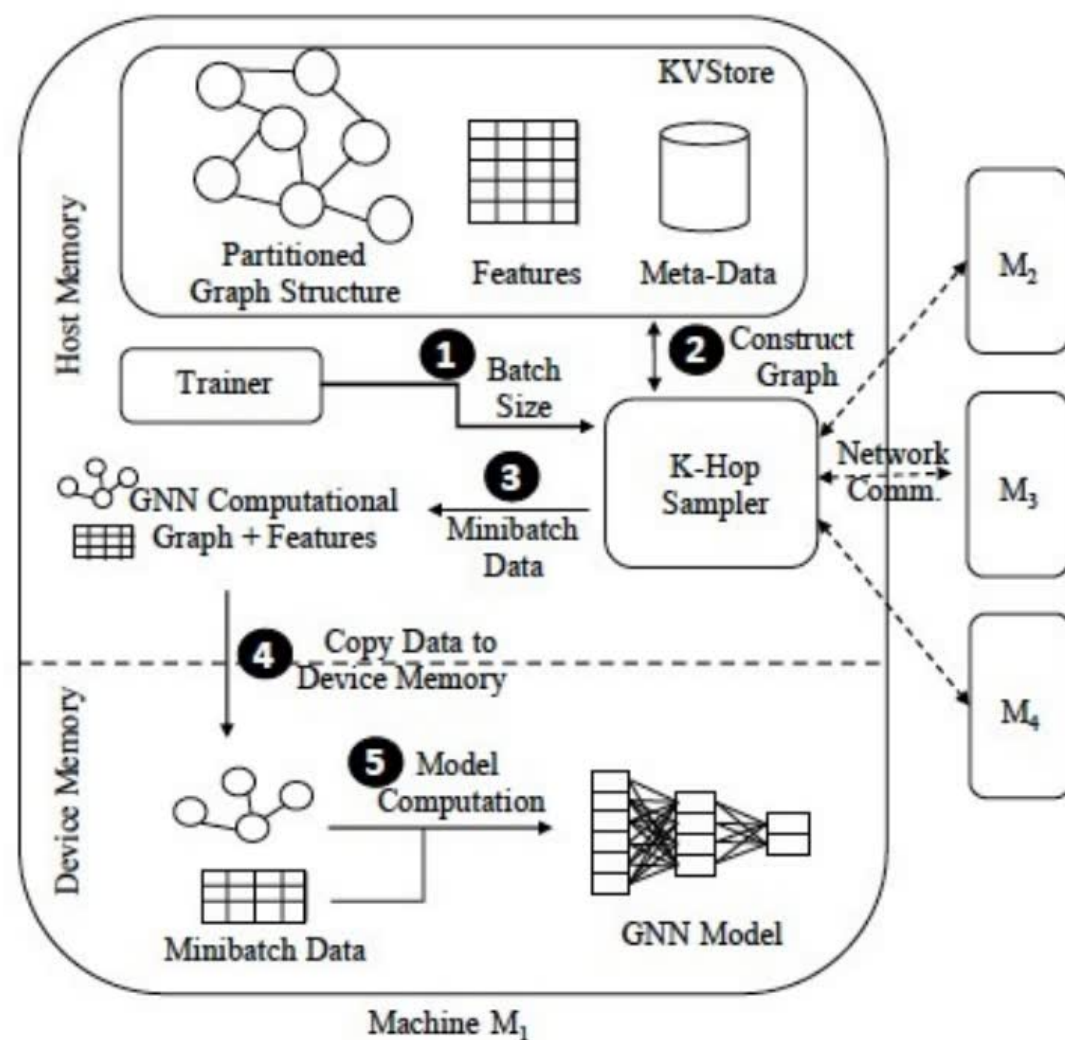 KVStore
Partitioned
Graph Structure
Features
Meta-Data
Host Memory
Trainer
1
Batch
Size
2
Construct
Graph
K-Hop
Sampler
Network
Comm.
M2
M3
M4
3
Minibatch
Data
GNN Computational
Graph + Features
4
Copy Data to
Device Memory
Device Memory
5
Model
Computation
Minibatch Data
GNN Model
Machine M1